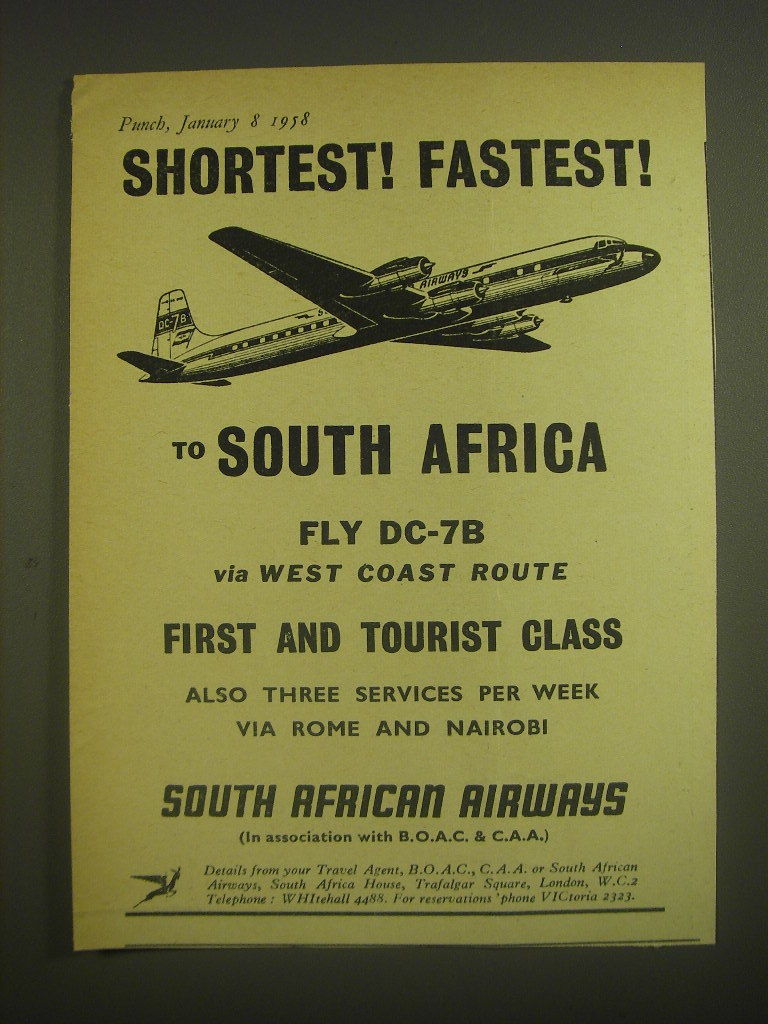 Punch, January 8 1958
SHORTEST! FASTEST!
AIRWAYS
DC-7B
TO SOUTH AFRICA
FLY DC-7B
via WEST COAST ROUTE
FIRST AND TOURIST CLASS
ALSO THREE SERVICES PER WEEK
VIA ROME AND NAIROBI
SOUTH AFRICAN AIRWAYS
(In association with B.O.A.C. & C.A.A.)
Details from your Travel Agent, B.O.A.C., C.A.A. or South African
Airways, South Africa House, Trafalgar Square, London, W.C.2
Telephone : WHItehall 4488. For reservations 'phone VICtoria 2323.